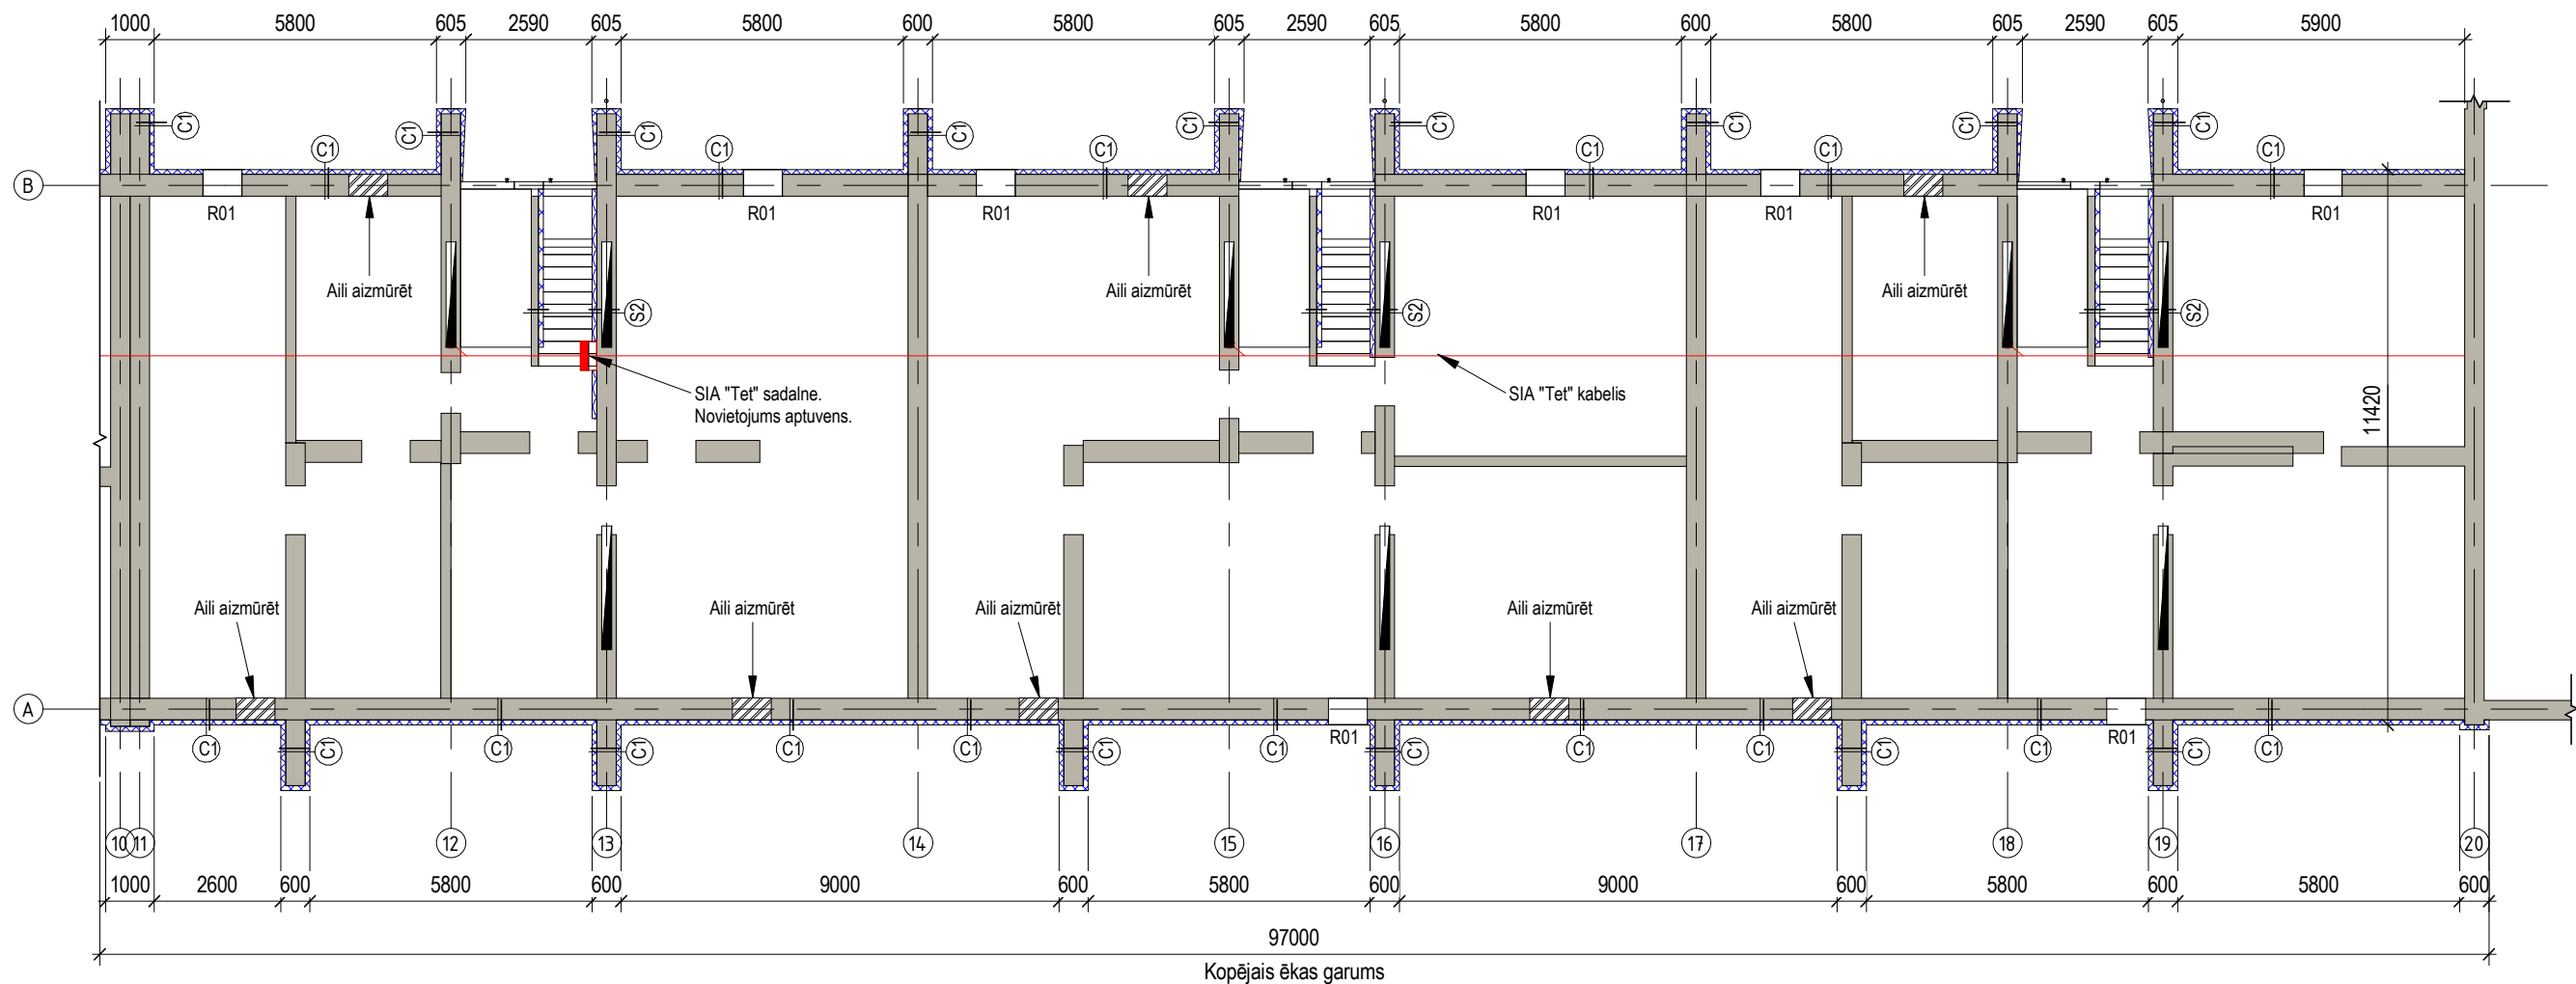 1000 5800 605 2590 605 5800 600 5800 605 2590 605 5800 600 5800 605 2590 605 5900
C1 C1 C1 C1 C1 C1 C1 C1 C1
C1 C1 C1 C1 C1 C1
B
R01 R01 R01 R01 R01 R01
Aili aizmūrēt Aili aizmūrēt Aili aizmūrēt
S2 S2 S2
SIA "Tet" sadalne.
Novietojums aptuvens.
SIA "Tet" kabelis
11420
Aili aizmūrēt Aili aizmūrēt Aili aizmūrēt Aili aizmūrēt Aili aizmūrēt
A
R01 R01
C1 C1 C1 C1 C1 C1 C1 C1 C1 C1 C1 C1 C1 C1 C1
10 11 12 13 14 15 16 17 18 19 20
1000 2600 600 5800 600 9000 600 5800 600 9000 600 5800 600 5800 600
97000
Kopējais ēkas garums